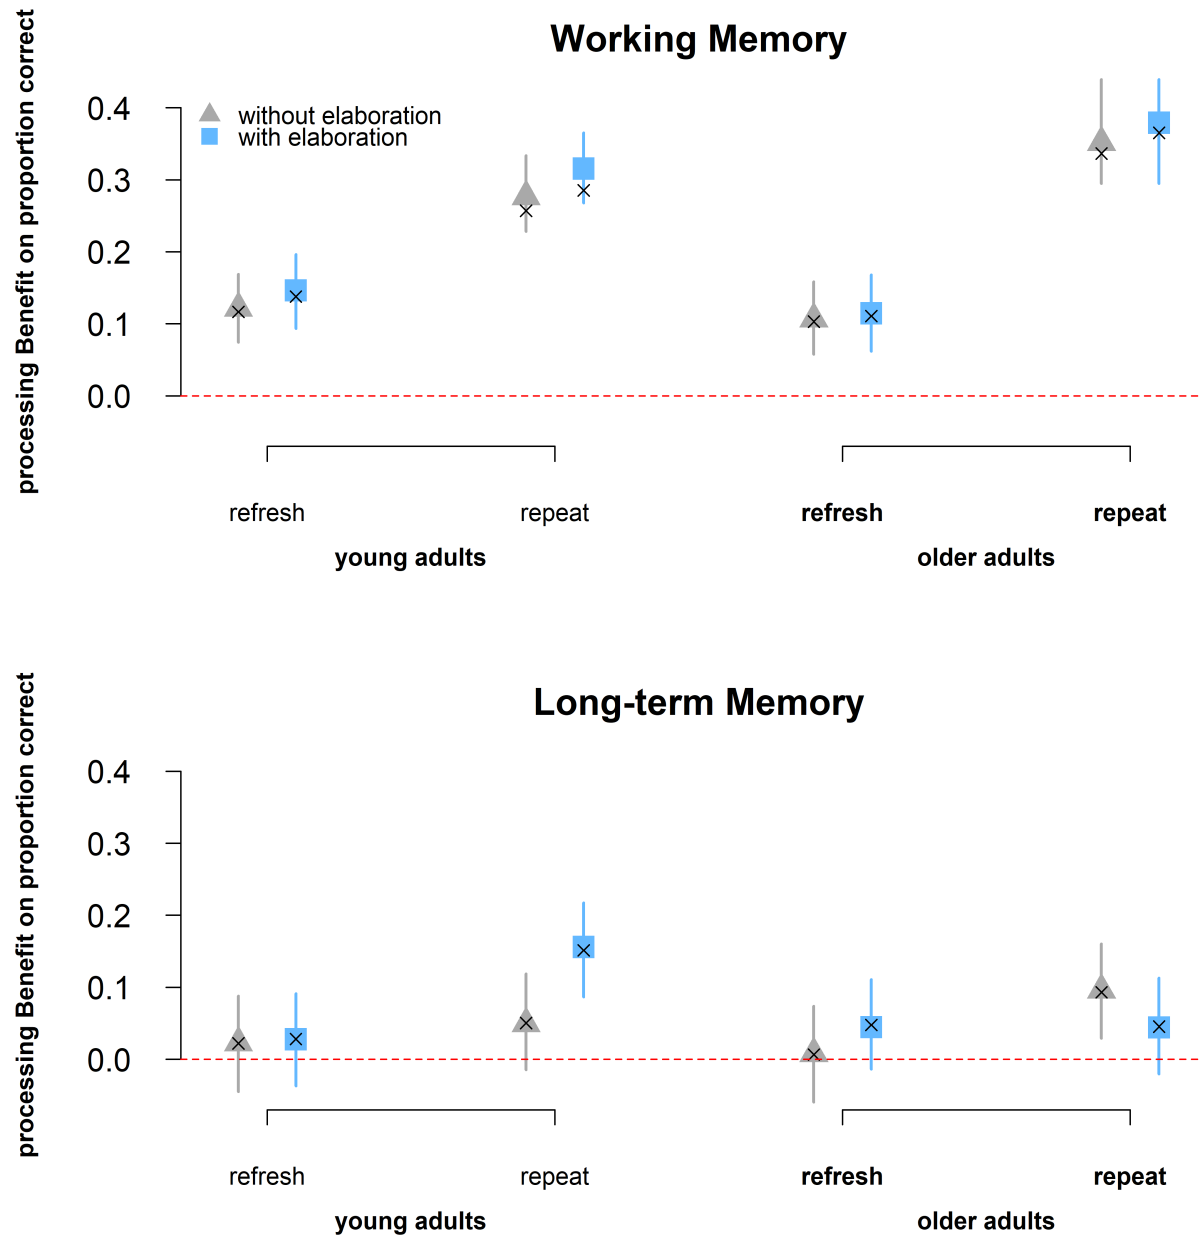 Working Memory
processing Benefit on proportion correct
0.4
0.3
0.2
0.1
0.0
without elaboration
with elaboration
refresh repeat refresh repeat
young adults older adults
Long-term Memory
processing Benefit on proportion correct
0.4
0.3
0.2
0.1
0.0
refresh repeat refresh repeat
young adults older adults